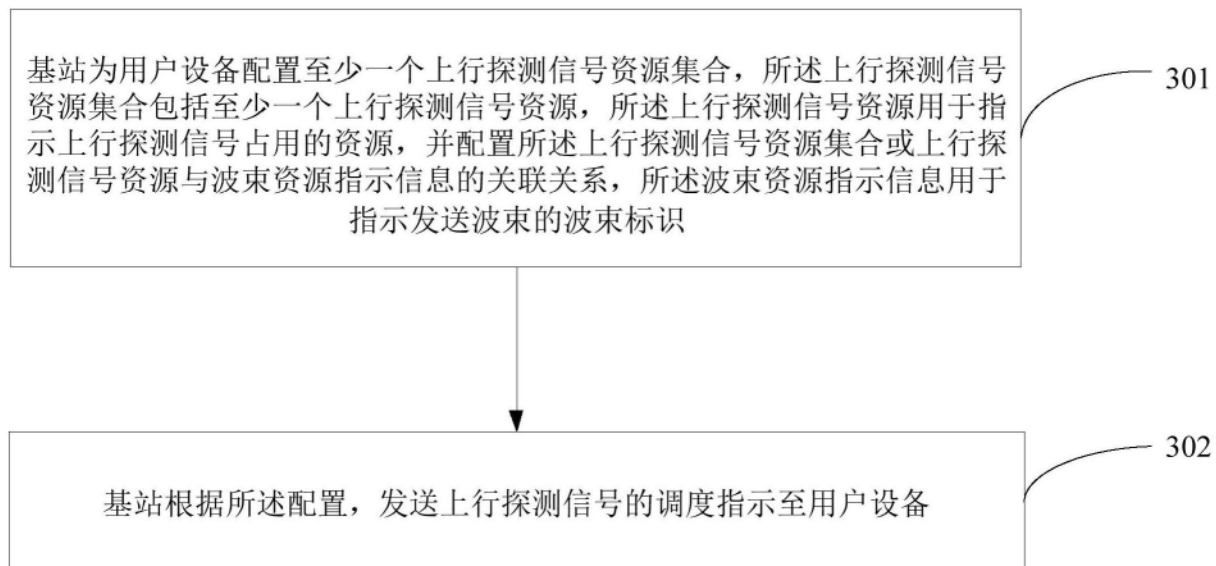 基站为用户设备配置至少一个上行探测信号资源集合，所述上行探测信号
资源集合包括至少一个上行探测信号资源，所述上行探测信号资源用于指
示上行探测信号占用的资源，并配置所述上行探测信号资源集合或上行探
测信号资源与波束资源指示信息的关联关系，所述波束资源指示信息用于
指示发送波束的波束标识
301
基站根据所述配置，发送上行探测信号的调度指示至用户设备
302